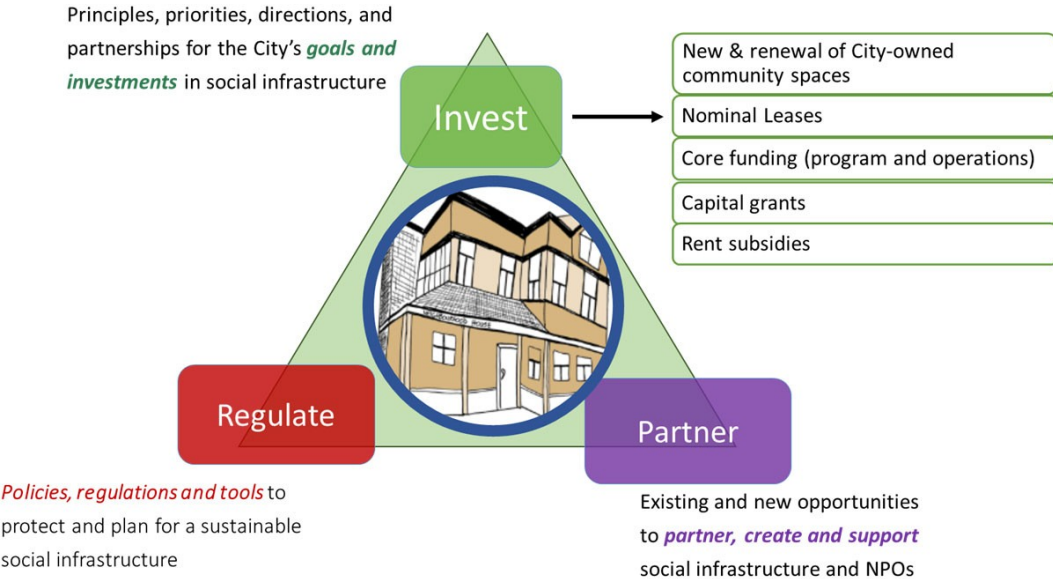 Principles, priorities, directions, and
partnerships for the City's goals and
investments in social infrastructure
Invest
New & renewal of City-owned
community spaces
Nominal Leases
Core funding (program and operations)
Capital grants
Rent subsidies
NEIGHBOURHOOD HOUSE
Regulate
Partner
Policies, regulations and tools to
protect and plan for a sustainable
social infrastructure
Existing and new opportunities
to partner, create and support
social infrastructure and NPOs